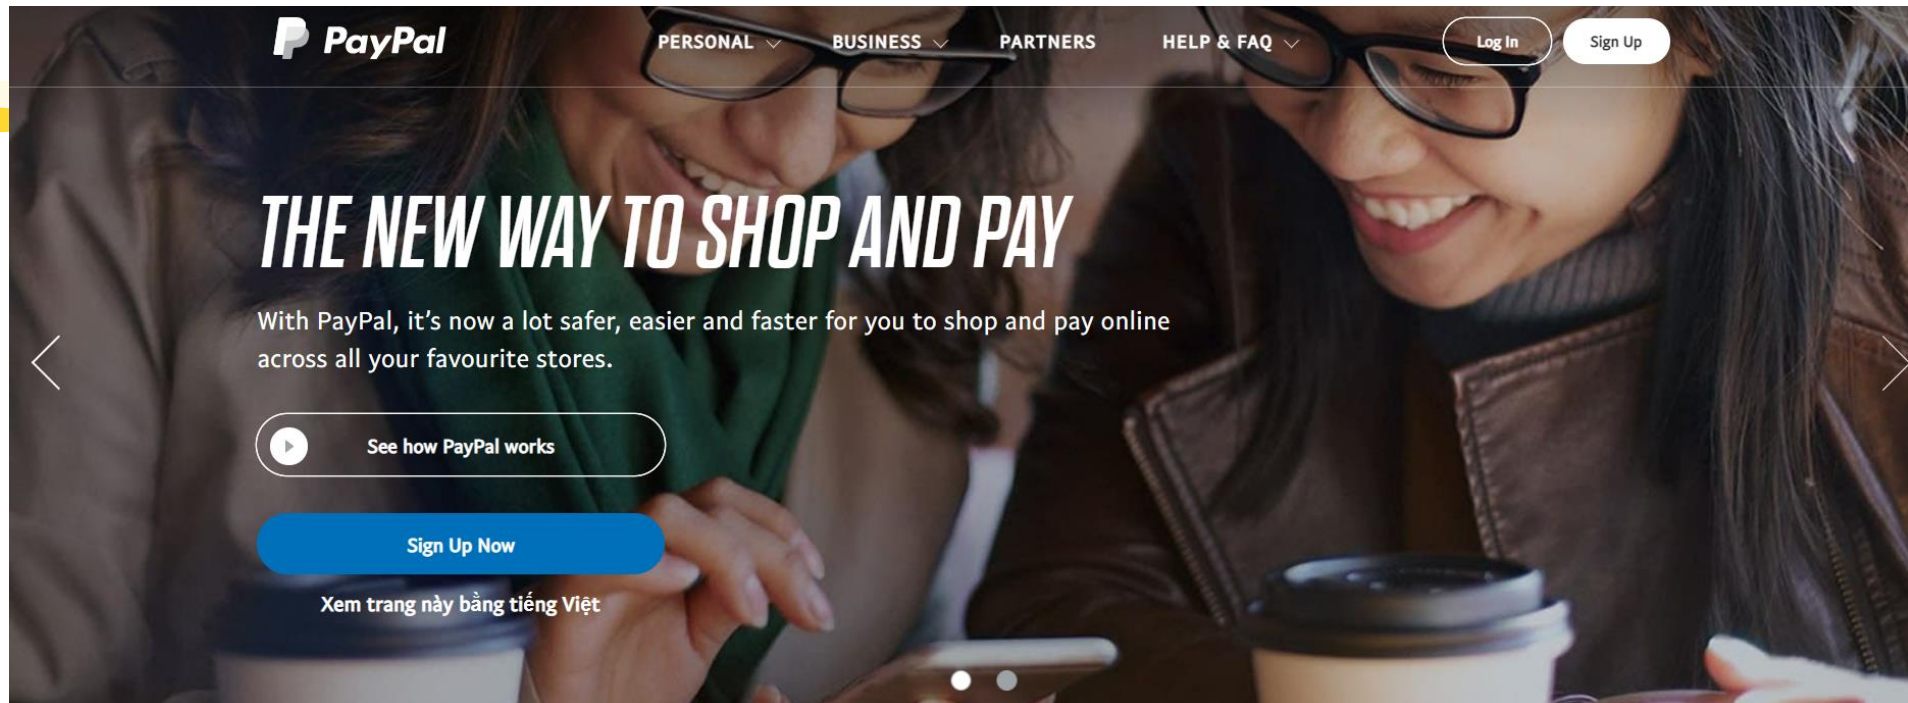 PayPal
PERSONAL
BUSINESS
PARTNERS
HELP & FAQ
Log In
Sign Up
THE NEW WAY TO SHOP AND PAY
With PayPal, it’s now a lot safer, easier and faster for you to shop and pay online
across all your favourite stores.
See how PayPal works
Sign Up Now
Xem trang này bằng tiếng Việt